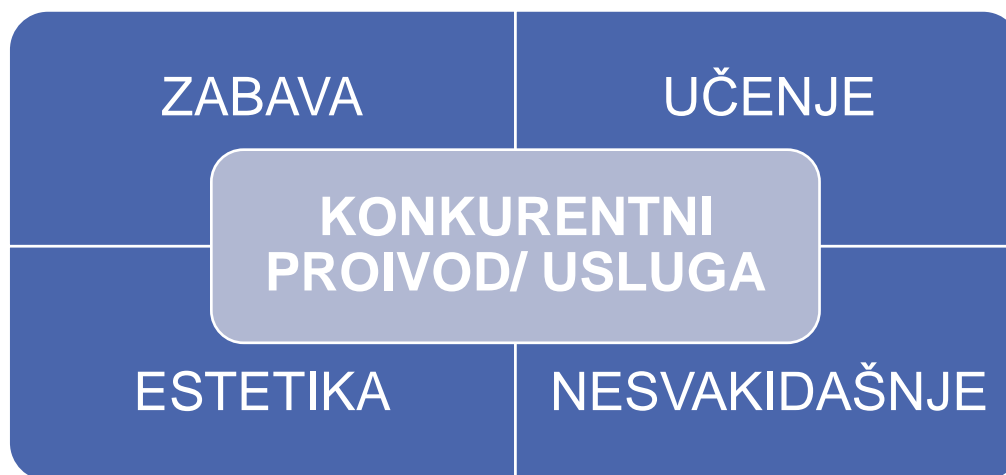 ZABAVA
UČENJE
KONKURENTNI
PROIVOD/ USLUGA
ESTETIKA
NESVAKIDAŠNJE